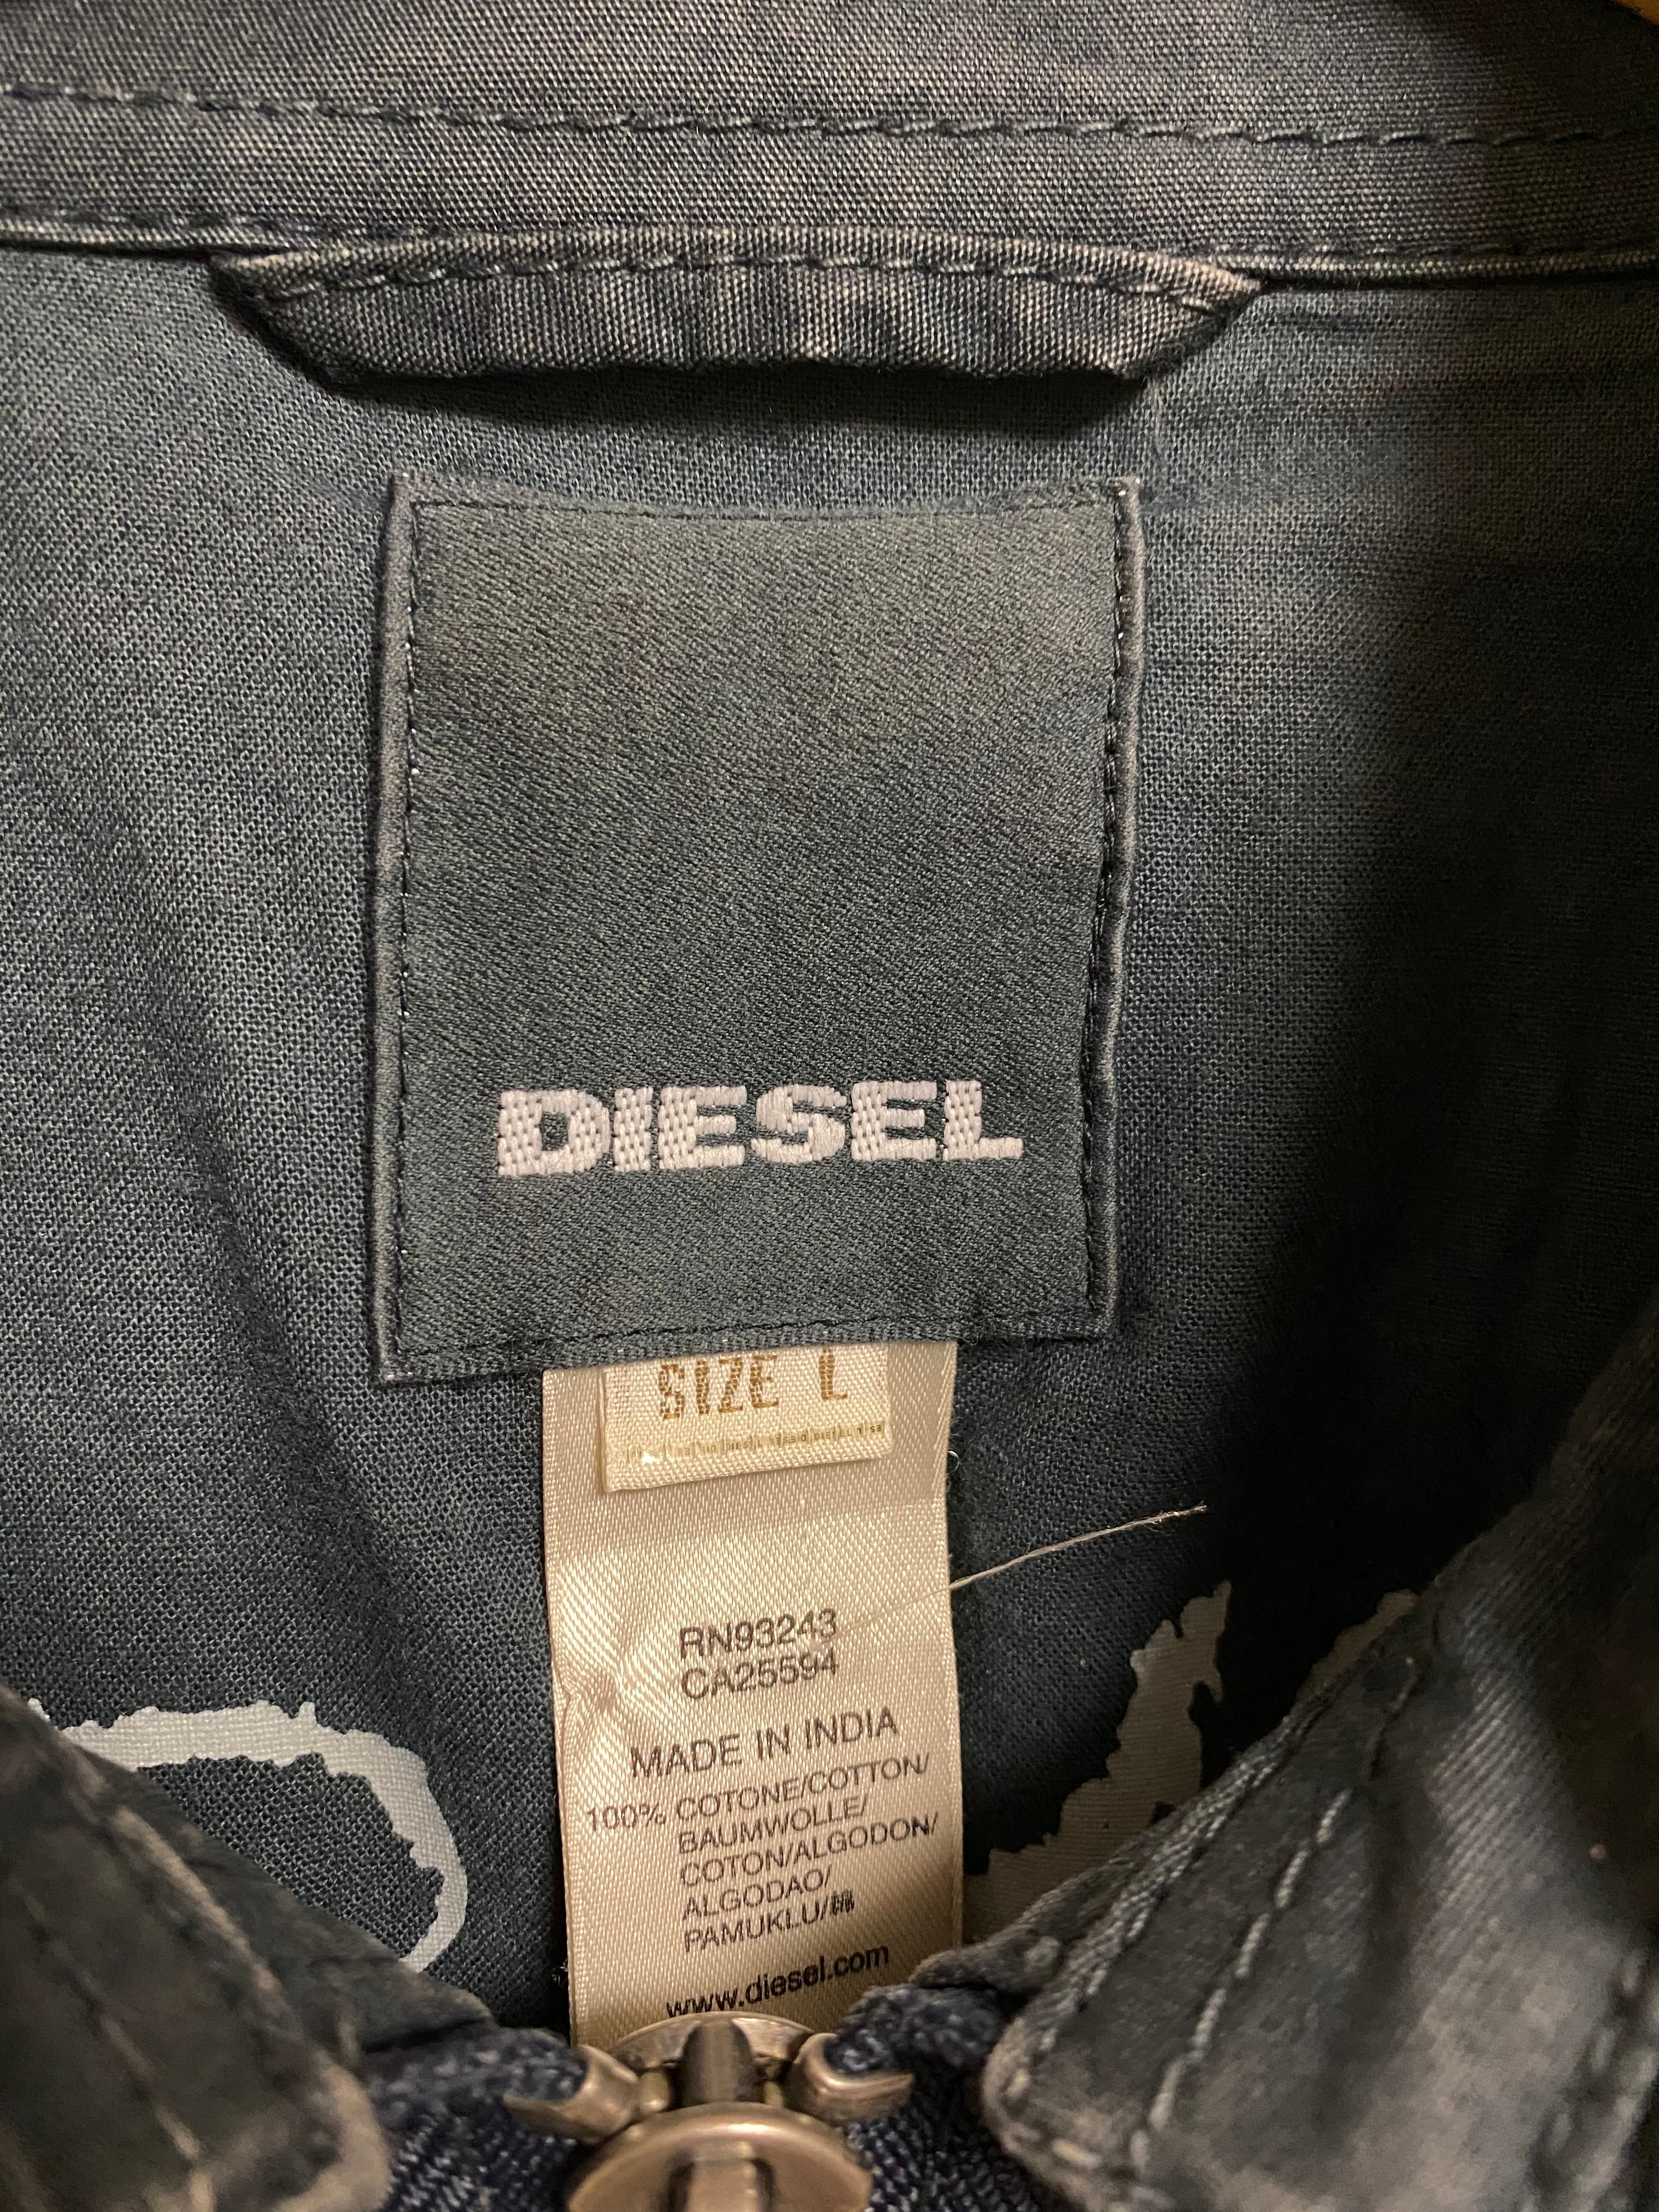 DIESEL
SIZE L
RN93243
CA25594
MADE IN INDIA
100% COTONE/COTTON/
BAUMWOLLE/
COTON/ALGODON/
ALGODAO/
PAMUKLU/棉
www.diesel.com